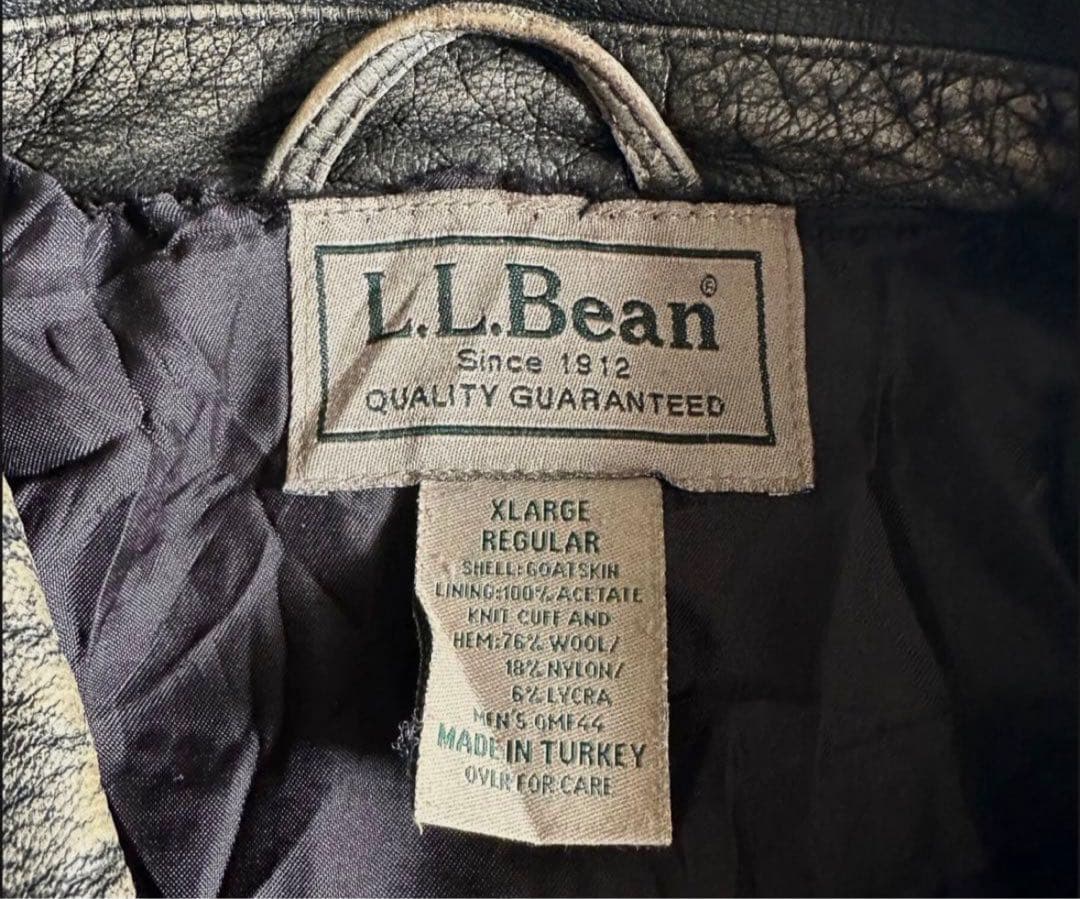 L.L.Bean®
Since 1912
QUALITY GUARANTEED
XLARGE
REGULAR
SHELL: GOATSKIN
LINING:100% ACETATE
KNIT CUFF AND
HEM:76% WOOL/
18% NYLON/
6% LYCRA
MEN'S 0MF44
MADE IN TURKEY
OVER FOR CARE